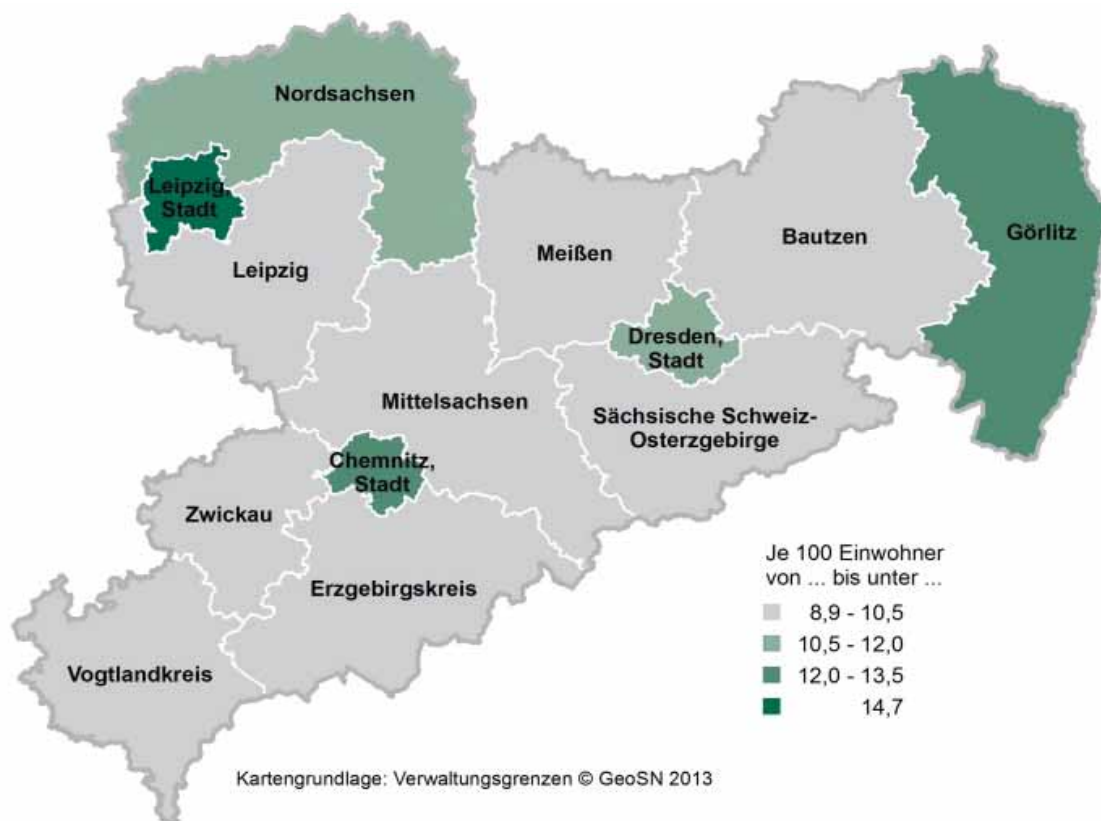 Nordsachsen
Leipzig,
Stadt
Leipzig
Meißen
Bautzen
Görlitz
Dresden,
Stadt
Mittelsachsen
Sächsische Schweiz-
Osterzgebirge
Chemnitz,
Stadt
Zwickau
Erzgebirgskreis
Vogtlandkreis
Je 100 Einwohner
von ... bis unter ...
8,9 - 10,5
10,5 - 12,0
12,0 - 13,5
14,7
Kartengrundlage: Verwaltungsgrenzen © GeoSN 2013